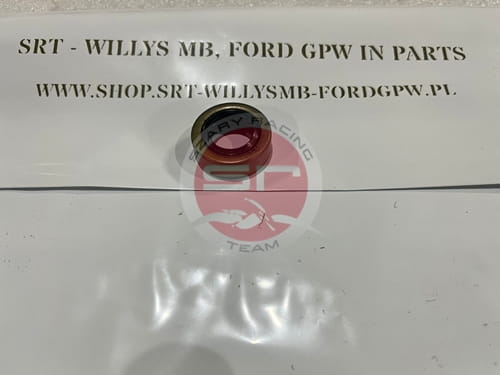 SRT - WILLYS MB, FORD GPW IN PARTS
WWW.SHOP.SRT-WILLYSMB-FORDGPW.PL
SZARY RACING
SR
TEAM